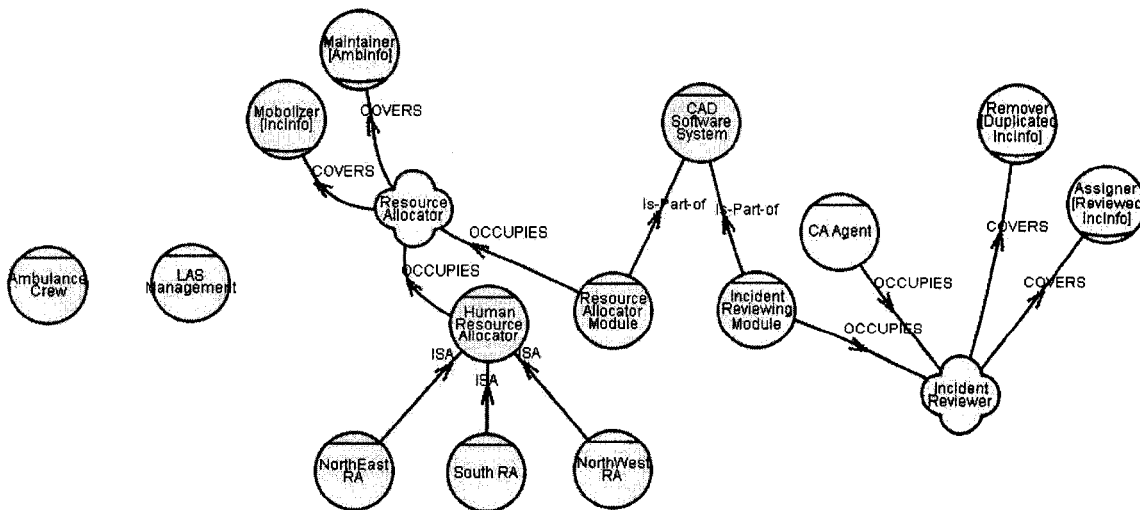 Maintainer
[AmbInfo]
COVERS
Mobolizer
[IncInfo]
COVERS
Resource
Allocator
OCCUPIES
OCCUPIES
CAD
Software
System
Is-Part-of
Is-Part-of
Remover
[Duplicated
IncInfo]
Assigner
[Reviewed
IncInfo]
CA Agent
COVERS
COVERS
OCCUPIES
OCCUPIES
Ambulance
Crew
LAS
Management
Human
Resource
Allocator
Resource
Allocator
Module
Incident
Reviewing
Module
ISA
ISA
ISA
Incident
Reviewer
NorthEast
RA
South RA
NorthWest
RA